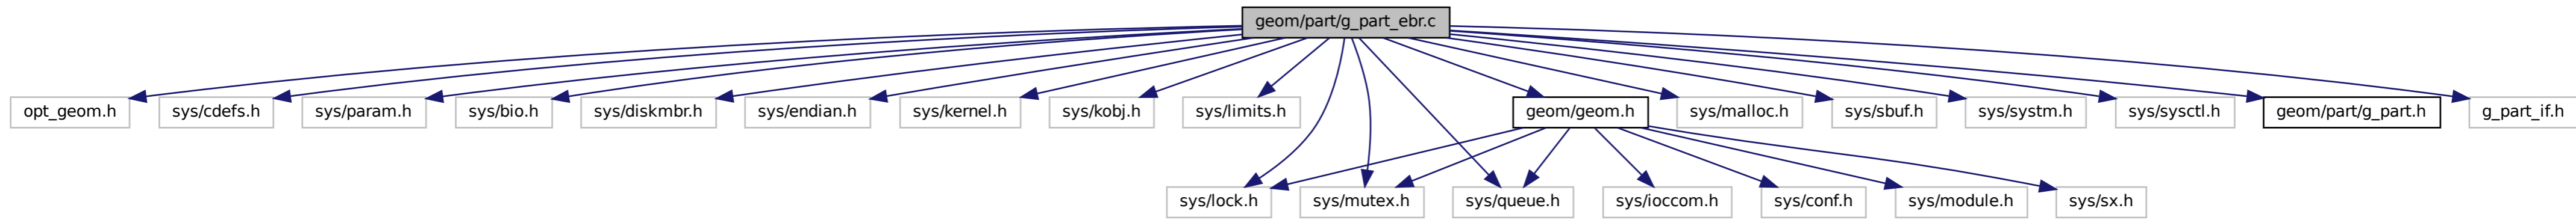 geom/part/g_part_ebr.c
opt_geom.h
sys/cdefs.h
sys/param.h
sys/bio.h
sys/diskmbr.h
sys/endian.h
sys/kernel.h
sys/kobj.h
sys/limits.h
geom/geom.h
sys/malloc.h
sys/sbuf.h
sys/systm.h
sys/sysctl.h
geom/part/g_part.h
g_part_if.h
sys/lock.h
sys/mutex.h
sys/queue.h
sys/ioccom.h
sys/conf.h
sys/module.h
sys/sx.h